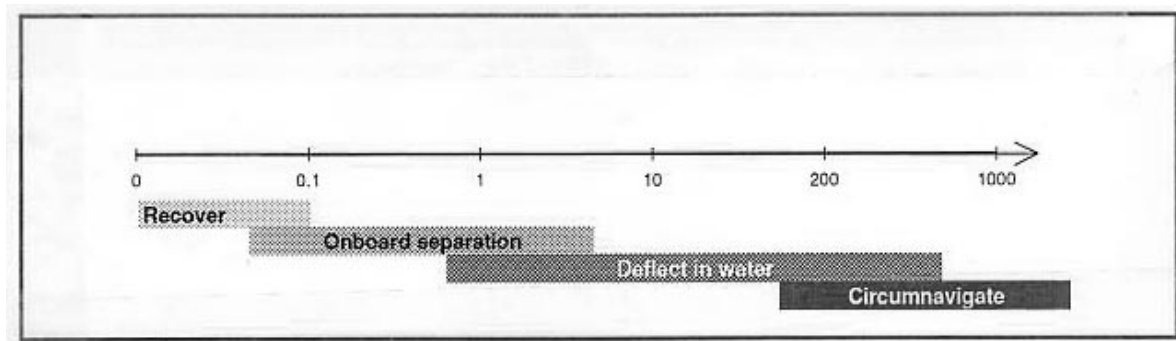 0 0.1 1 10 200 1000
Recover
Onboard separation
Deflect in water
Circumnavigate